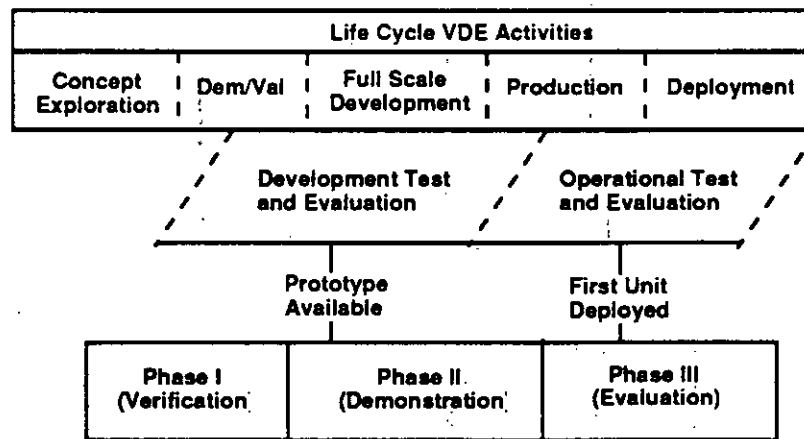 Life Cycle VDE Activities
Concept
Exploration
Dem/Val
Full Scale
Development
Production
Deployment
Development Test
and Evaluation
Operational Test
and Evaluation
Prototype
Available
First Unit
Deployed
Phase I
(Verification
Phase II
(Demonstration)
Phase III
(Evaluation)